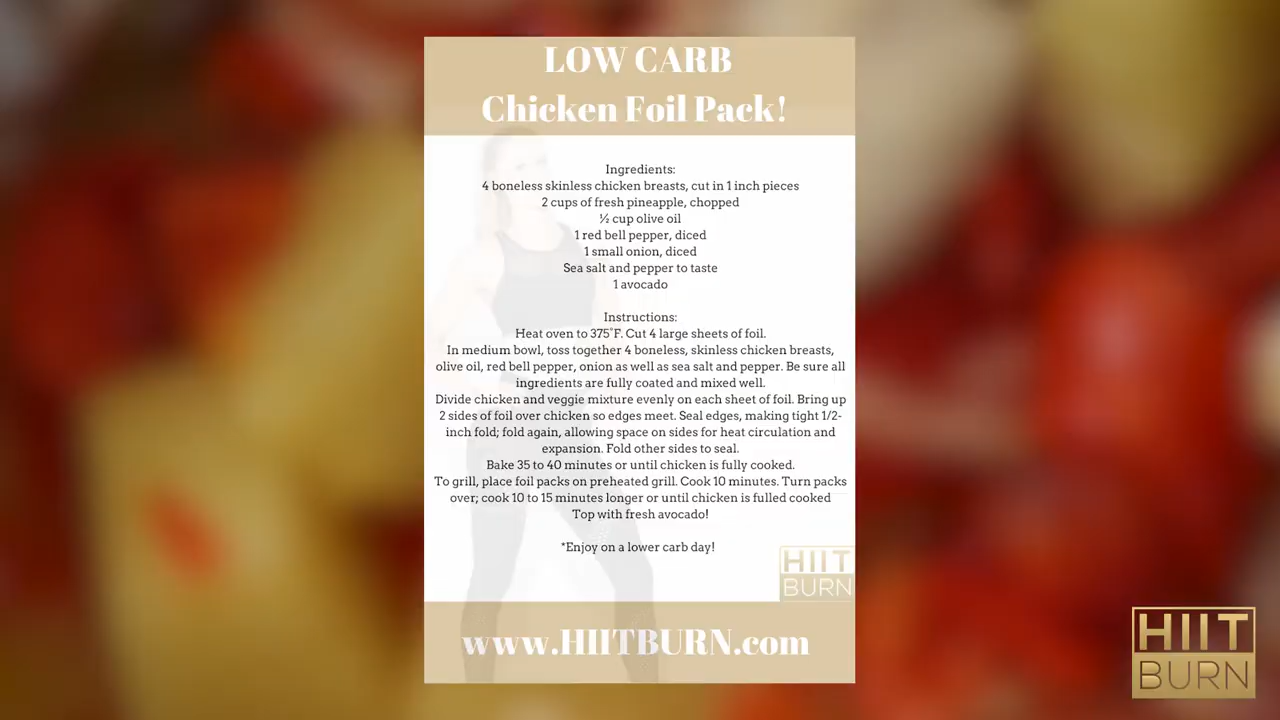 LOW CARB
Chicken Foil Pack!
Ingredients:
4 boneless skinless chicken breasts, cut in 1 inch pieces
2 cups of fresh pineapple, chopped
½ cup olive oil
1 red bell pepper, diced
1 small onion, diced
Sea salt and pepper to taste
1 avocado
Instructions:
Heat oven to 375°F. Cut 4 large sheets of foil.
In medium bowl, toss together 4 boneless, skinless chicken breasts,
olive oil, red bell pepper, onion as well as sea salt and pepper. Be sure all
ingredients are fully coated and mixed well.
Divide chicken and veggie mixture evenly on each sheet of foil. Bring up
2 sides of foil over chicken so edges meet. Seal edges, making tight 1/2-
inch fold; fold again, allowing space on sides for heat circulation and
expansion. Fold other sides to seal.
Bake 35 to 40 minutes or until chicken is fully cooked.
To grill, place foil packs on preheated grill. Cook 10 minutes. Turn packs
over; cook 10 to 15 minutes longer or until chicken is fulled cooked
Top with fresh avocado!
*Enjoy on a lower carb day!
HIIT
BURN
www.HIITBURN.com
HIIT
BURN